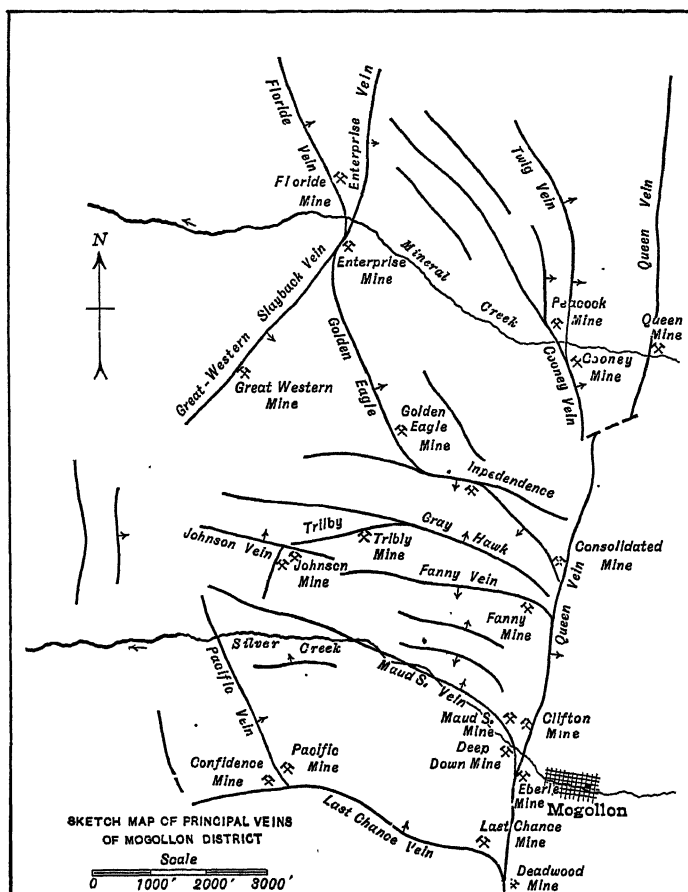 Floride
Vein
Enterprise Vein
Twig Vein
Queen Vein
Floride
Mine
N
Mineral
Creek
Enterprise
Mine
Great-Western Slayback Vein
Golden
Eagle
Great Western
Mine
Peacock
Mine
Queen
Mine
Cooney
Mine
Cooney Vein
Golden
Eagle
Mine
Inpedendence
Trilby
Gray Hawk
Tribly
Mine
Johnson Vein
Johnson
Mine
Consolidated
Mine
Fanny Vein
Fanny
Mine
Queen Vein
Silver
Creek
Maud S. Vein
Pacific
Vein
Maud S.
Mine
Clifton
Mine
Deep
Down Mine
Confidence
Mine
Pacific
Mine
Eberle
Mine
Mogollon
Last Chance
Vein
Last Chance
Mine
Deadwood
Mine
SKETCH MAP OF PRINCIPAL VEINS
OF MOGOLLON DISTRICT
Scale
0 1000' 2000' 3000'